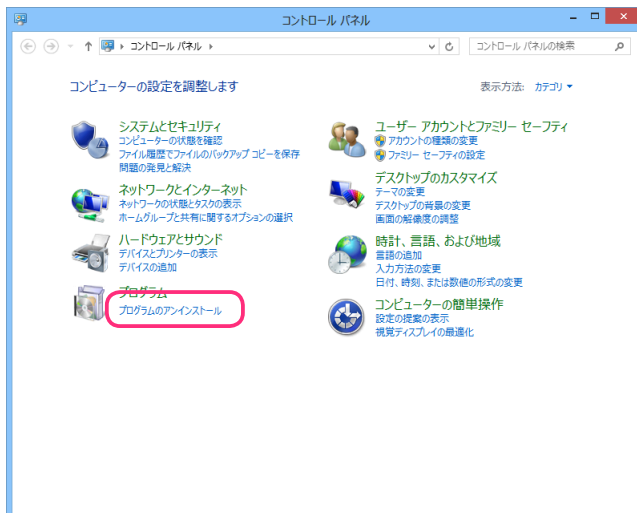 コントロール パネル
コントロール パネル
コントロール パネルの検索
コンピューターの設定を調整します
表示方法: カテゴリ
システムとセキュリティ
コンピューターの状態を確認
ファイル履歴でファイルのバックアップ コピーを保存
問題の発見と解決
ネットワークとインターネット
ネットワークの状態とタスクの表示
ホームグループと共有に関するオプションの選択
ハードウェアとサウンド
デバイスとプリンターの表示
デバイスの追加
プログラム
プログラムのアンインストール
ユーザー アカウントとファミリー セーフティ
アカウントの種類の変更
ファミリー セーフティの設定
デスクトップのカスタマイズ
テーマの変更
デスクトップの背景の変更
画面の解像度の調整
時計、言語、および地域
言語の追加
入力方法の変更
日付、時刻、または数値の形式の変更
コンピューターの簡単操作
設定の提案の表示
視覚ディスプレイの最適化